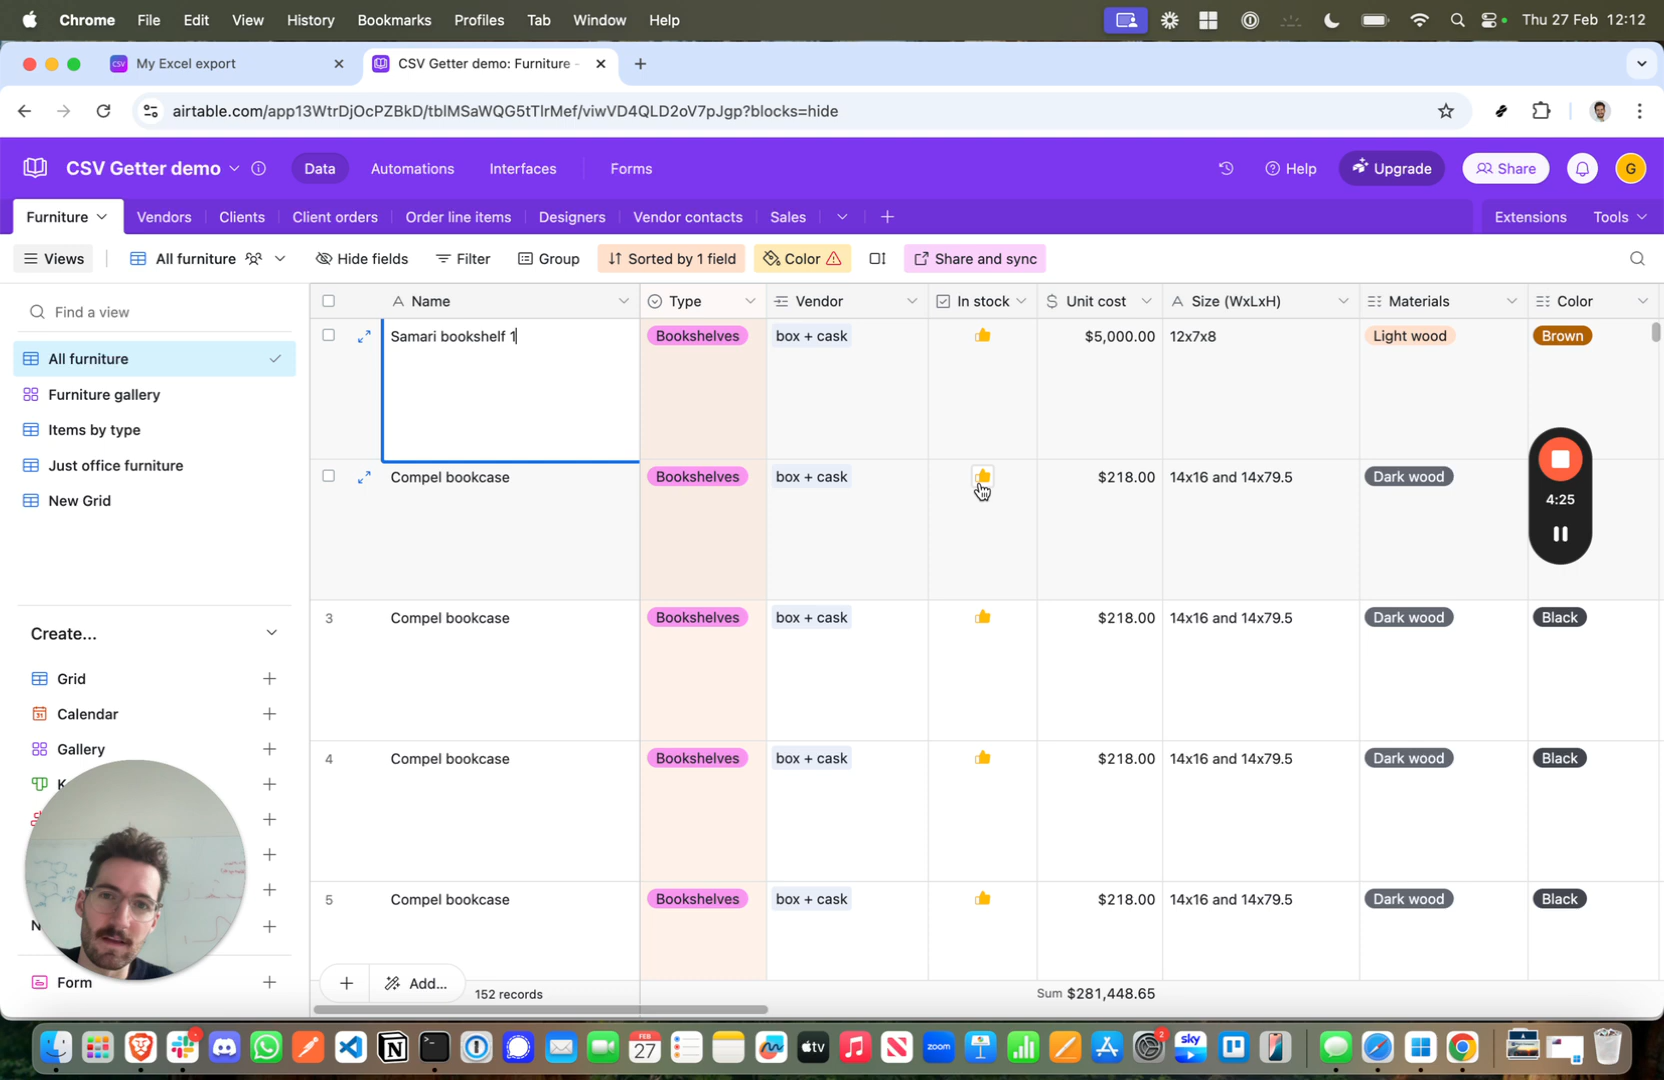 Chrome File Edit View History Bookmarks Profiles Tab Window Help Thu 27 Feb 12:12
CSV My Excel export CSV Getter demo: Furniture -
airtable.com/app13WtrDjOcPZBkD/tblMSaWQG5tTlrMef/viwVD4QLD2oV7pJgp?blocks=hide
CSV Getter demo Data Automations Interfaces Forms Help Upgrade Share G
Furniture Vendors Clients Client orders Order line items Designers Vendor contacts Sales Extensions Tools
Views All furniture Hide fields Filter Group Sorted by 1 field Color Share and sync
Find a view
All furniture
Furniture gallery
Items by type
Just office furniture
New Grid
Create...
Grid
Calendar
Gallery
Form
Name Type Vendor In stock Unit cost Size (WxLxH) Materials Color
Samari bookshelf 1 Bookshelves box + cask $5,000.00 12x7x8 Light wood Brown
Compel bookcase Bookshelves box + cask $218.00 14x16 and 14x79.5 Dark wood
3 Compel bookcase Bookshelves box + cask $218.00 14x16 and 14x79.5 Dark wood Black
4 Compel bookcase Bookshelves box + cask $218.00 14x16 and 14x79.5 Dark wood Black
5 Compel bookcase Bookshelves box + cask $218.00 14x16 and 14x79.5 Dark wood Black
Add... 152 records Sum $281,448.65
4:25
FEB
27
tv
zoom
2
sky